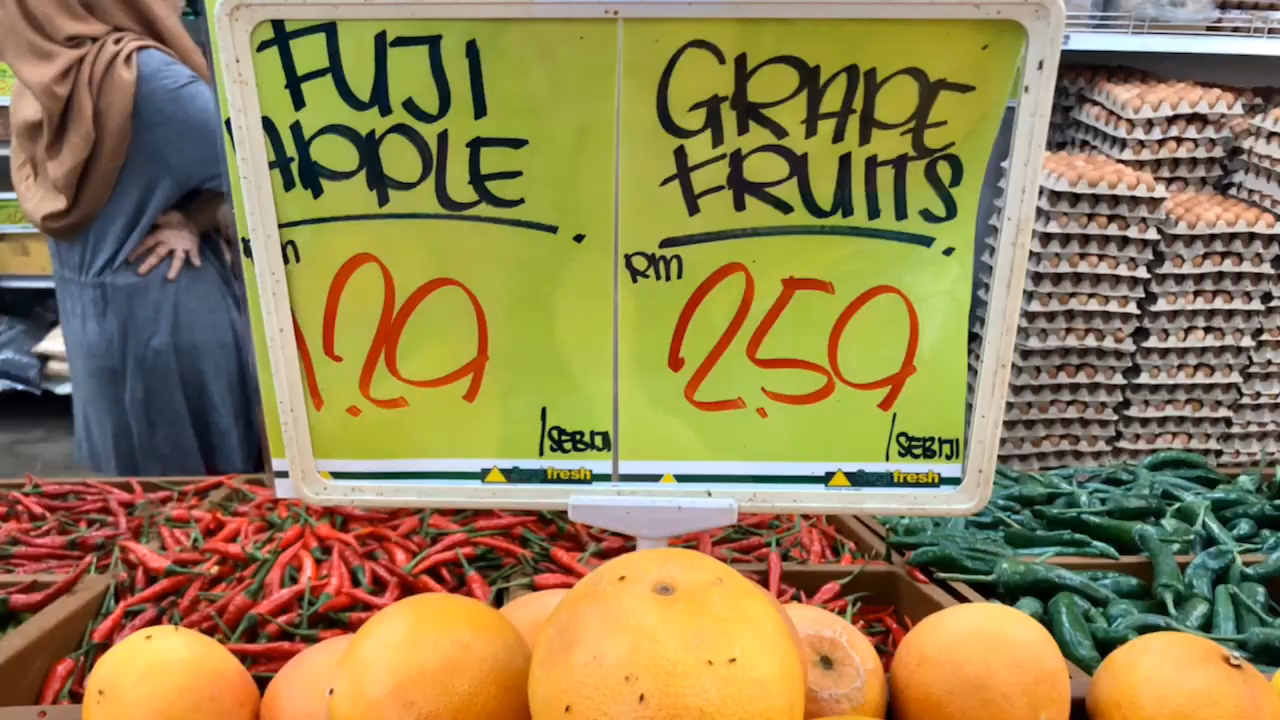 FUJI
APPLE
RM
1.29
/SEBIJI
fresh
GRAPE
FRUITS
RM
2.59
/SEBIJI
fresh